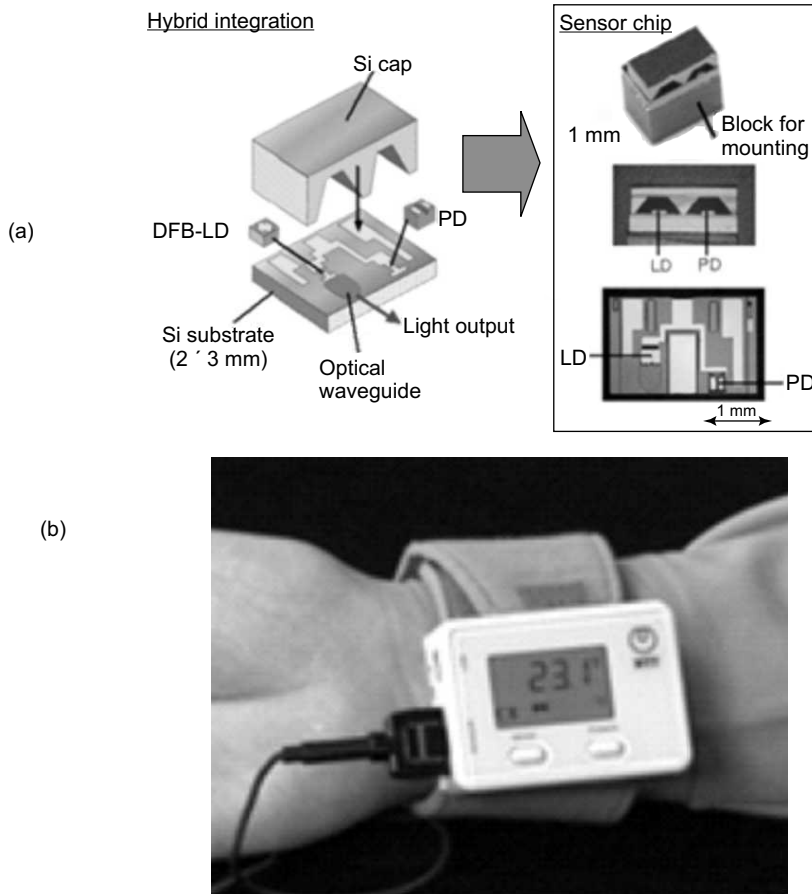 Hybrid integration
Sensor chip
Si cap
1 mm
Block for
mounting
(a)
DFB-LD
PD
LD PD
Si substrate
(2 ´ 3 mm)
Light output
Optical
waveguide
LD
PD
1 mm
(b)
23.1